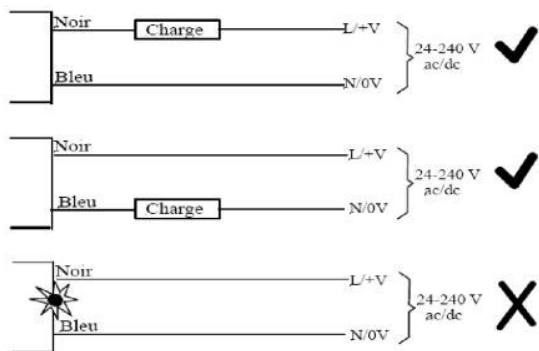 Noir Charge L/+V
24-240 V
ac/dc
Bleu N/0V
Noir L/+V
24-240 V
ac/dc
Bleu Charge N/0V
Noir L/+V
24-240 V
ac/dc
Bleu N/0V